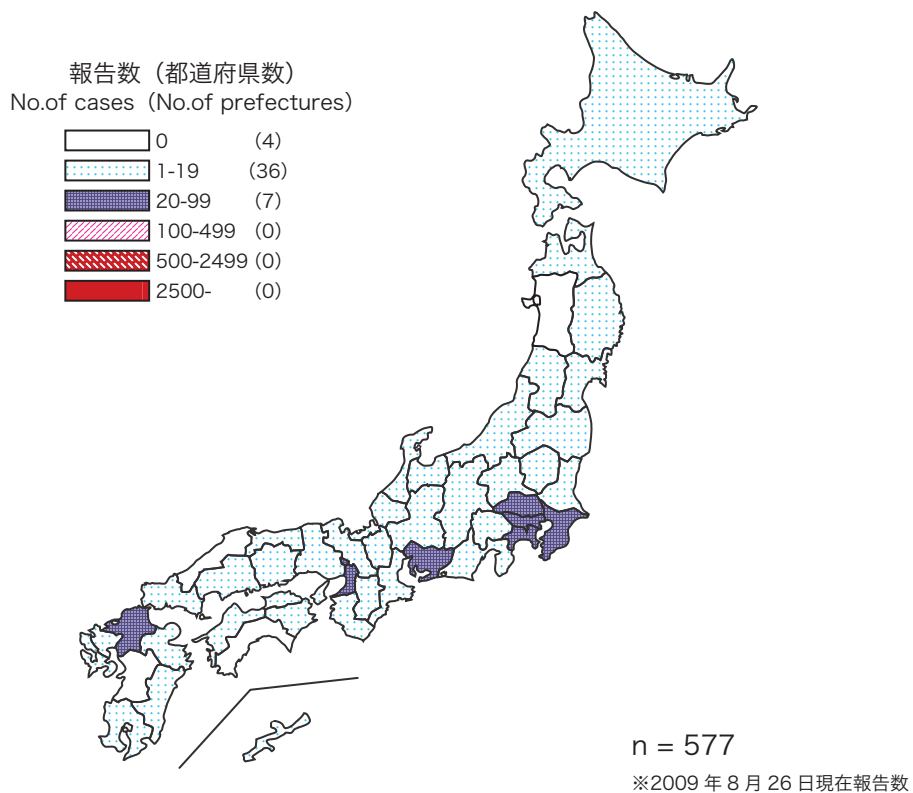 報告数（都道府県数）
No.of cases（No.of prefectures）
0 (4)
1-19 (36)
20-99 (7)
100-499 (0)
500-2499 (0)
2500- (0)
n = 577
※2009 年 8 月 26 日現在報告数